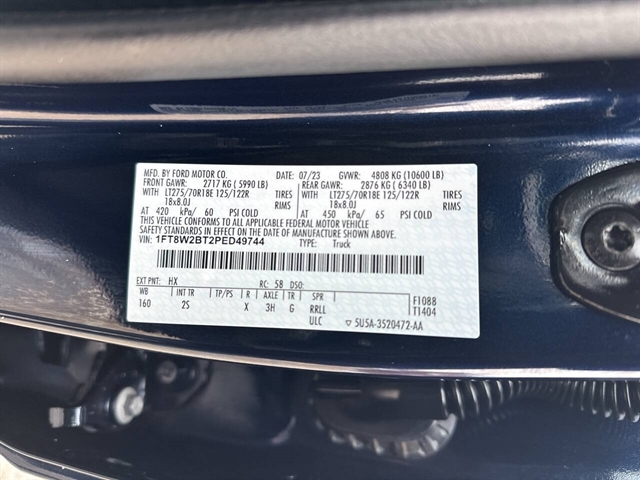 MFD. BY FORD MOTOR CO. 07/23 GVWR: 4808 KG (10600 LB)
FRONT GAWR: 2717 KG (5990 LB) REAR GAWR: 2876 KG (6340 LB)
WITH LT275/70R18E 125/122R TIRES WITH LT275/70R18E 125/122R TIRES
18x8.0J RIMS 18x8.0J RIMS
AT 420 kPa/ 60 PSI COLD AT 450 kPa/ 65 PSI COLD
THIS VEHICLE CONFORMS TO ALL APPLICABLE FEDERAL MOTOR VEHICLE
SAFETY STANDARDS IN EFFECT ON THE DATE OF MANUFACTURE SHOWN ABOVE.
VIN: 1FT8W2BT2PED49744 TYPE: Truck
EXT PNT: HX RC: 58 DSO:
WB INT TR TP/PS R AXLE TR SPR F1088
160 2S X 3H G RRLL T1404
ULC ▽ 5U5A-3520472-AA